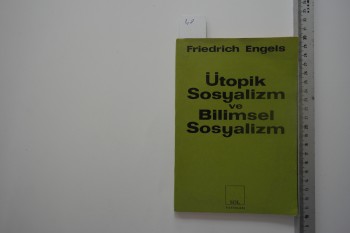 Friedrich Engels
Ütopik
Sosyalizm
ve
Bilimsel
Sosyalizm